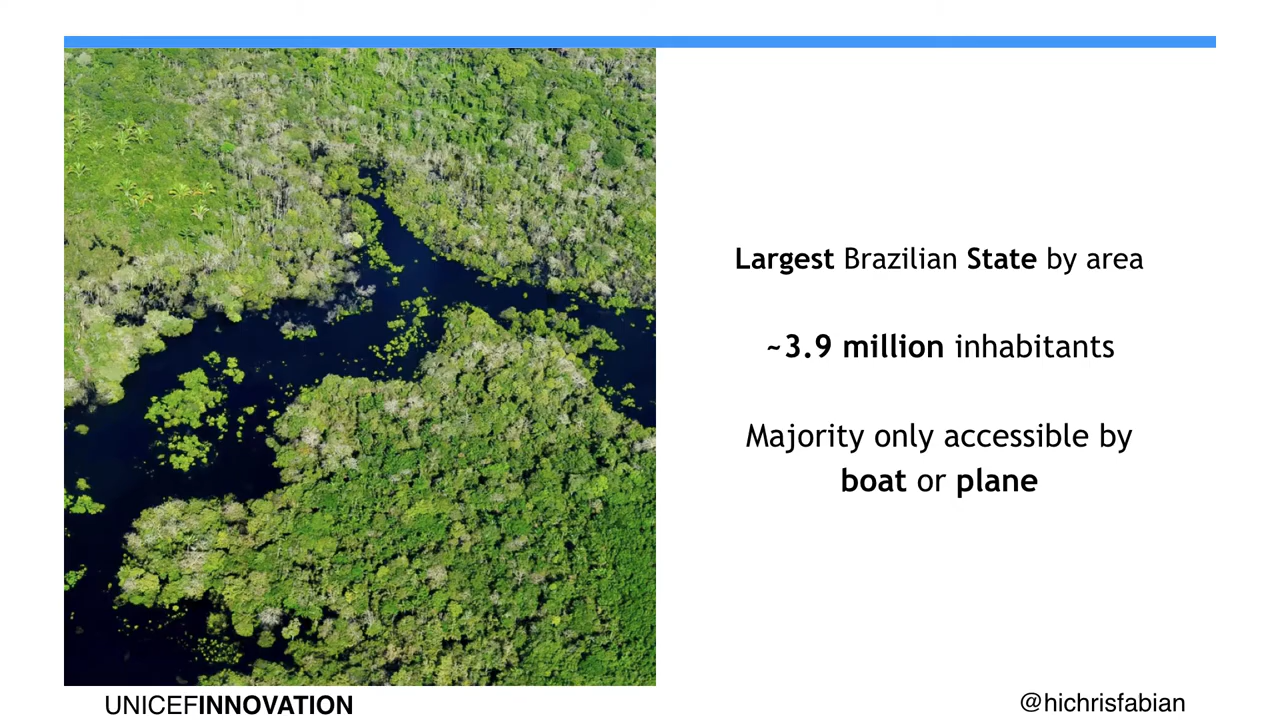 Largest Brazilian State by area
~3.9 million inhabitants
Majority only accessible by
boat or plane
UNICEFINNOVATION
@hichrisfabian